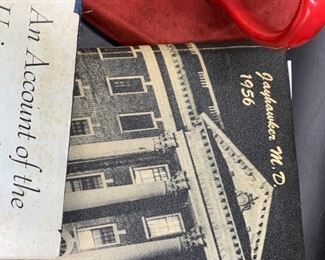 An Account of the
Jayhawker M. D.
1956